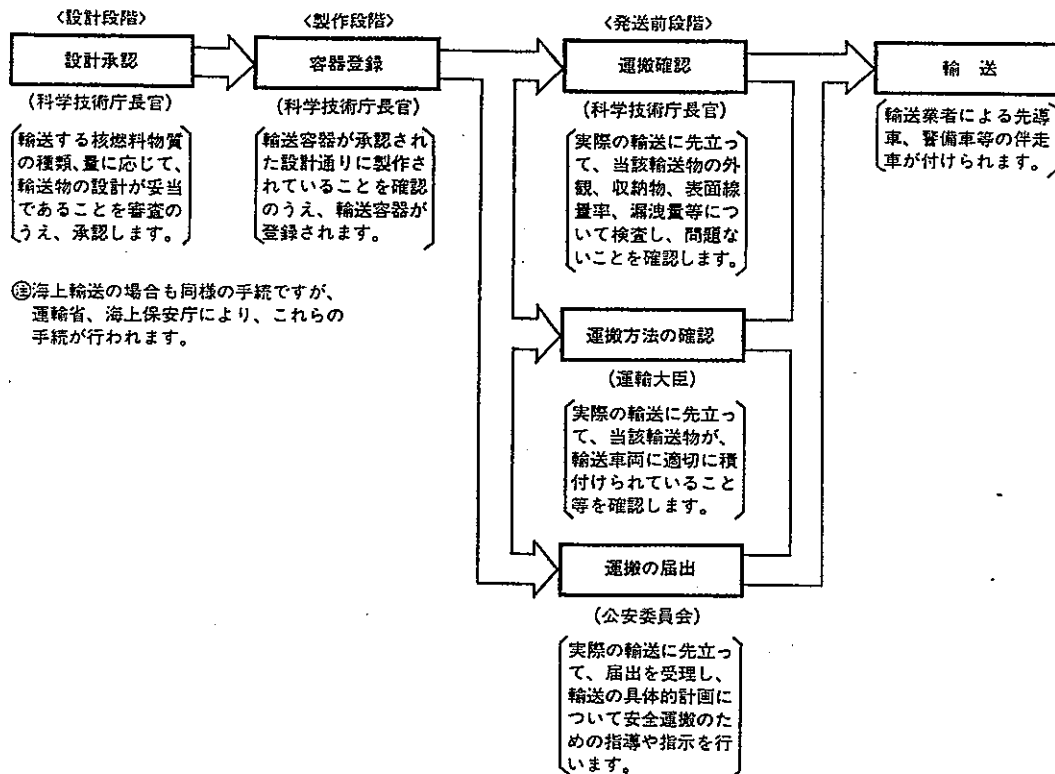 〈設計段階〉
設計承認
(科学技術庁長官)
輸送する核燃料物質
の種類、量に応じて、
輸送物の設計が妥当
であることを審査の
うえ、承認します。
〈製作段階〉
容器登録
(科学技術庁長官)
輸送容器が承認され
た設計通りに製作さ
れていることを確認
のうえ、輸送容器が
登録されます。
〈発送前段階〉
運搬確認
(科学技術庁長官)
実際の輸送に先立っ
て、当該輸送物の外
観、収納物、表面線
量率、漏洩量等につ
いて検査し、問題な
いことを確認します。
運搬方法の確認
(運輸大臣)
実際の輸送に先立っ
て、当該輸送物が、
輸送車両に適切に積
付けられていること
等を確認します。
運搬の届出
(公安委員会)
実際の輸送に先立っ
て、届出を受理し、
輸送の具体的計画に
ついて安全運搬のた
めの指導や指示を行
います。
輸 送
輸送業者による先導
車、警備車等の伴走
車が付けられます。
㊟海上輸送の場合も同様の手続ですが、
運輸省、海上保安庁により、これらの
手続が行われます。